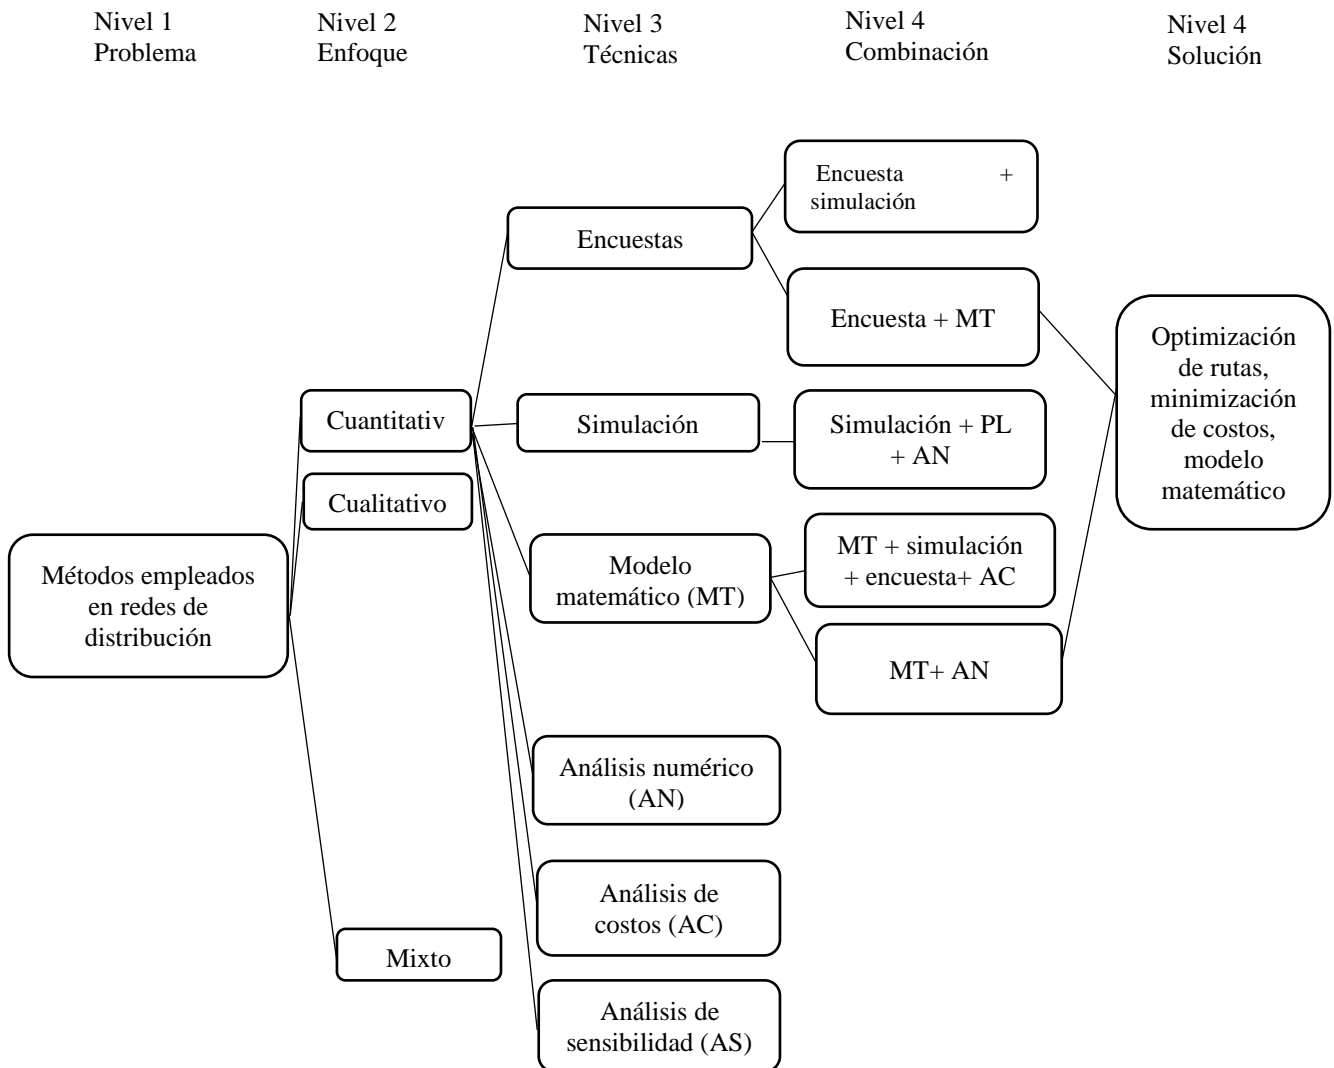 Nivel 1
Problema
Nivel 2
Enfoque
Nivel 3
Técnicas
Nivel 4
Combinación
Nivel 4
Solución
Métodos empleados
en redes de
distribución
Cuantitativ
Cualitativo
Mixto
Encuestas
Simulación
Modelo
matemático (MT)
Análisis numérico
(AN)
Análisis de
costos (AC)
Análisis de
sensibilidad (AS)
Encuesta +
simulación
Encuesta + MT
Simulación + PL
+ AN
MT + simulación
+ encuesta+ AC
MT+ AN
Optimización
de rutas,
minimización
de costos,
modelo
matemático